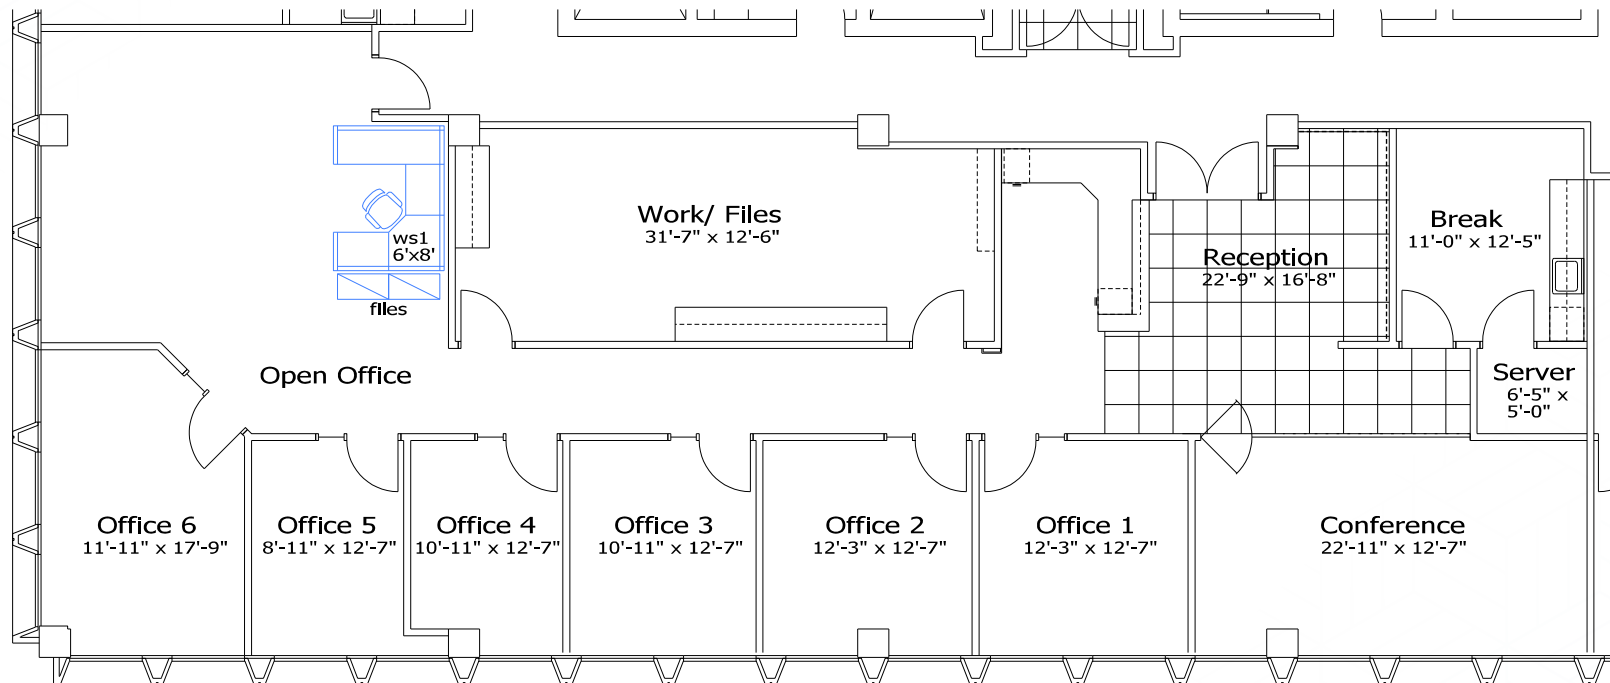 Work/ Files
31'-7" x 12'-6"
Break
11'-0" x 12'-5"
ws1
6'x8'
Reception
22'-9" x 16'-8"
files
Open Office
Server
6'-5" x
5'-0"
Office 6
11'-11" x 17'-9"
Office 5
8'-11" x 12'-7"
Office 4
10'-11" x 12'-7"
Office 3
10'-11" x 12'-7"
Office 2
12'-3" x 12'-7"
Office 1
12'-3" x 12'-7"
Conference
22'-11" x 12'-7"